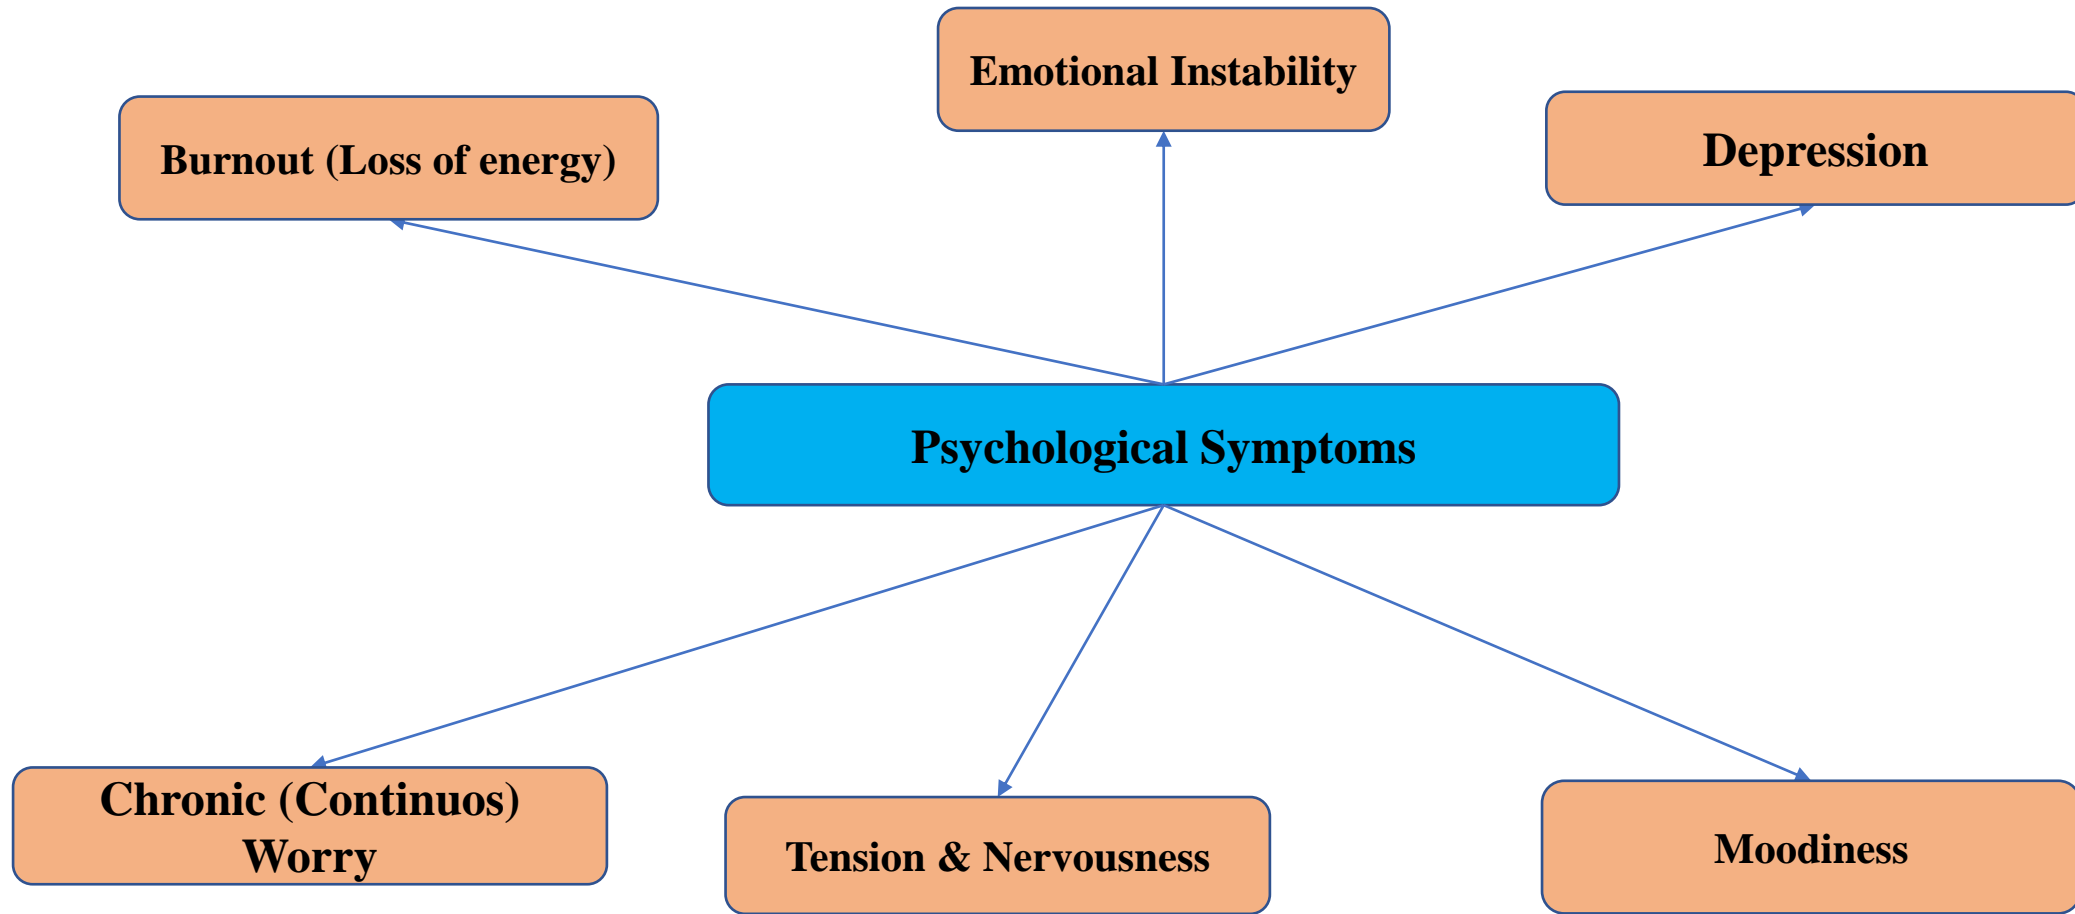 Emotional Instability
Burnout (Loss of energy)
Depression
Psychological Symptoms
Chronic (Continuos)
Worry
Tension & Nervousness
Moodiness